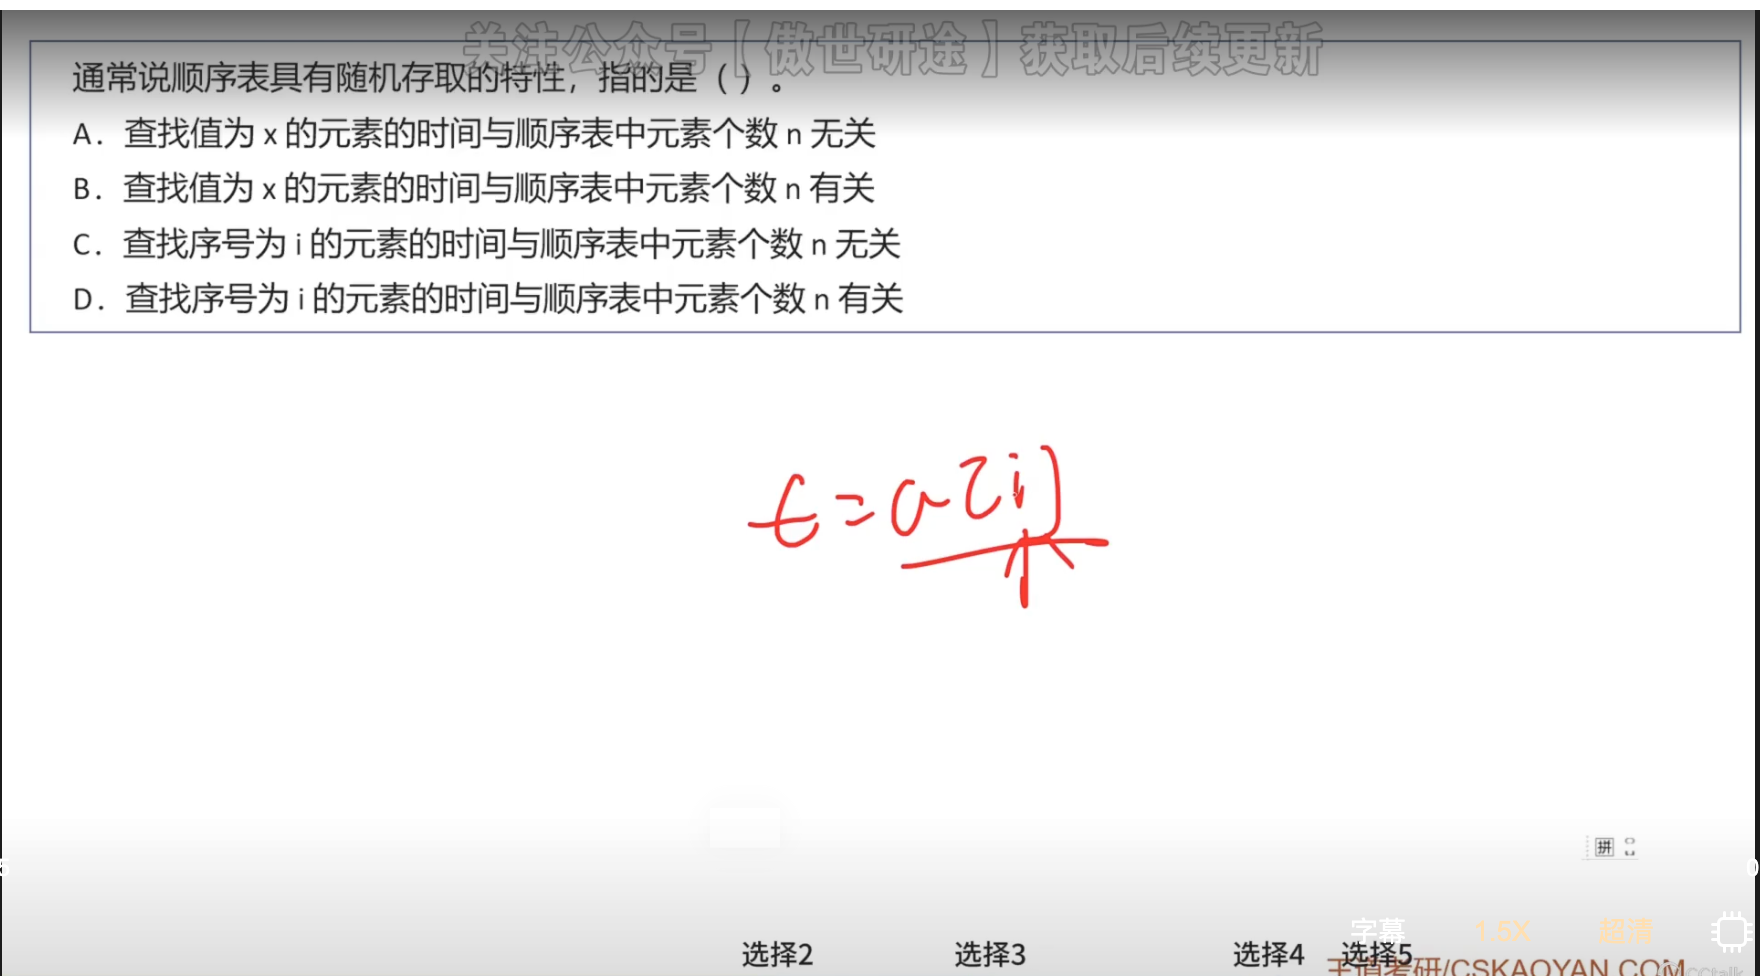 关注公众号【傲世研途】获取后续更新
通常说顺序表具有随机存取的特性，指的是（ ）。
A．查找值为 x 的元素的时间与顺序表中元素个数 n 无关
B．查找值为 x 的元素的时间与顺序表中元素个数 n 有关
C．查找序号为 i 的元素的时间与顺序表中元素个数 n 无关
D．查找序号为 i 的元素的时间与顺序表中元素个数 n 有关
t=a[i]
拼
字幕 1.5X 超清
选择2 选择3 选择4 选择5
王道考研/CSKAOYAN.COM
CCtalk